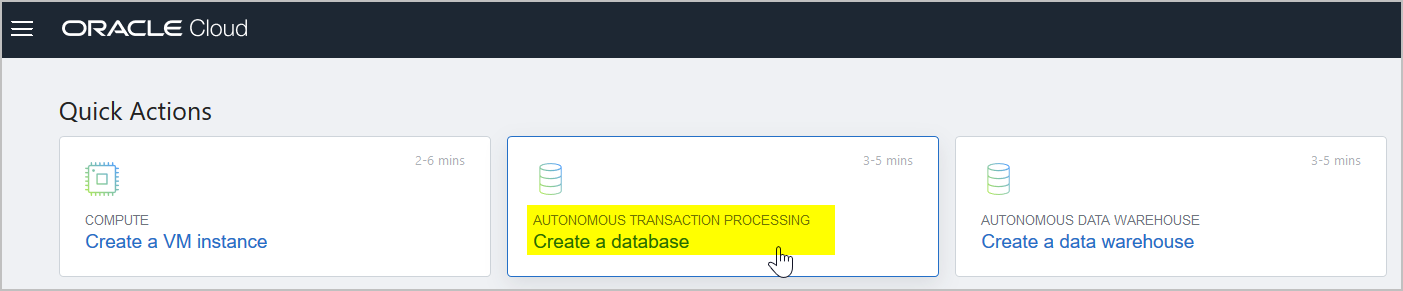 ORACLE Cloud
Quick Actions
2-6 mins
COMPUTE
Create a VM instance
3-5 mins
AUTONOMOUS TRANSACTION PROCESSING
Create a database
3-5 mins
AUTONOMOUS DATA WAREHOUSE
Create a data warehouse